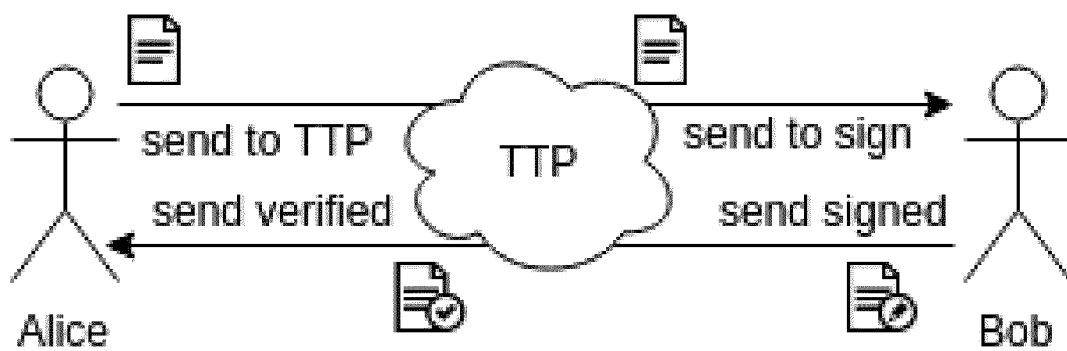 send to TTP
TTP
send to sign
send verified
send signed
Alice
Bob